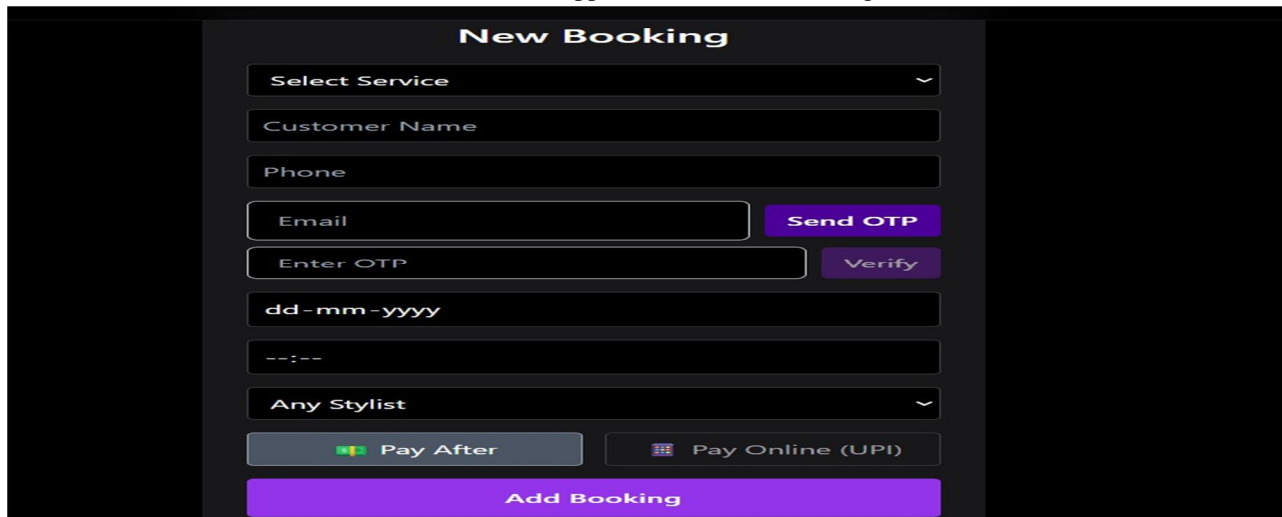 New Booking
Select Service
Customer Name
Phone
Email Send OTP
Enter OTP Verify
dd-mm-yyyy
--:--
Any Stylist
Pay After Pay Online (UPI)
Add Booking